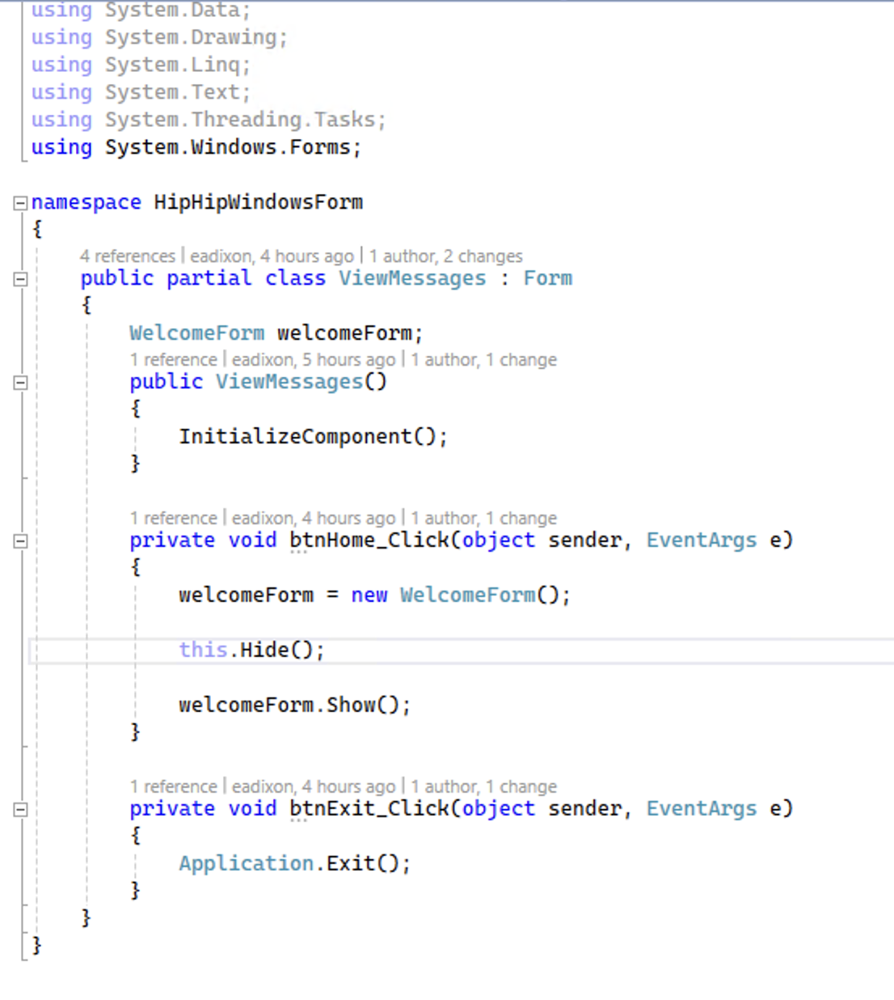 using System.Data;
using System.Drawing;
using System.Linq;
using System.Text;
using System.Threading.Tasks;
using System.Windows.Forms;
namespace HipHipWindowsForm
{
4 references | eadixon, 4 hours ago | 1 author, 2 changes
public partial class ViewMessages : Form
{
WelcomeForm welcomeForm;
1 reference | eadixon, 5 hours ago | 1 author, 1 change
public ViewMessages()
{
InitializeComponent();
}
1 reference | eadixon, 4 hours ago | 1 author, 1 change
private void btnHome_Click(object sender, EventArgs e)
{
welcomeForm = new WelcomeForm();
this.Hide();
welcomeForm.Show();
}
1 reference | eadixon, 4 hours ago | 1 author, 1 change
private void btnExit_Click(object sender, EventArgs e)
{
Application.Exit();
}
}
}